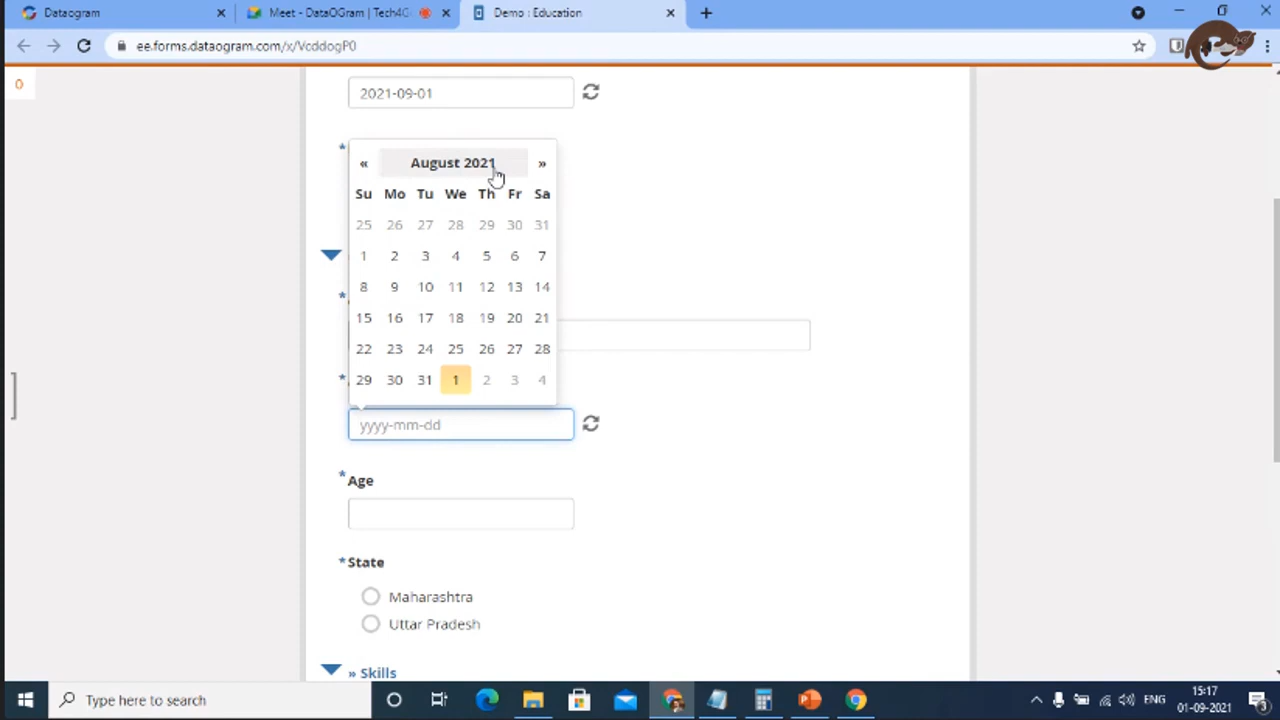 Dataogram
Meet - DataOGram | Tech4G
Demo : Education
ee.forms.dataogram.com/x/VcddogP0
0
2021-09-01
*
« August 2021 »
Su Mo Tu We Th Fr Sa
25 26 27 28 29 30 31
1 2 3 4 5 6 7
8 9 10 11 12 13 14
15 16 17 18 19 20 21
22 23 24 25 26 27 28
29 30 31 1 2 3 4
*
*
yyyy-mm-dd
* Age
* State
Maharashtra
Uttar Pradesh
» Skills
Type here to search
ENG
15:17
01-09-2021
3